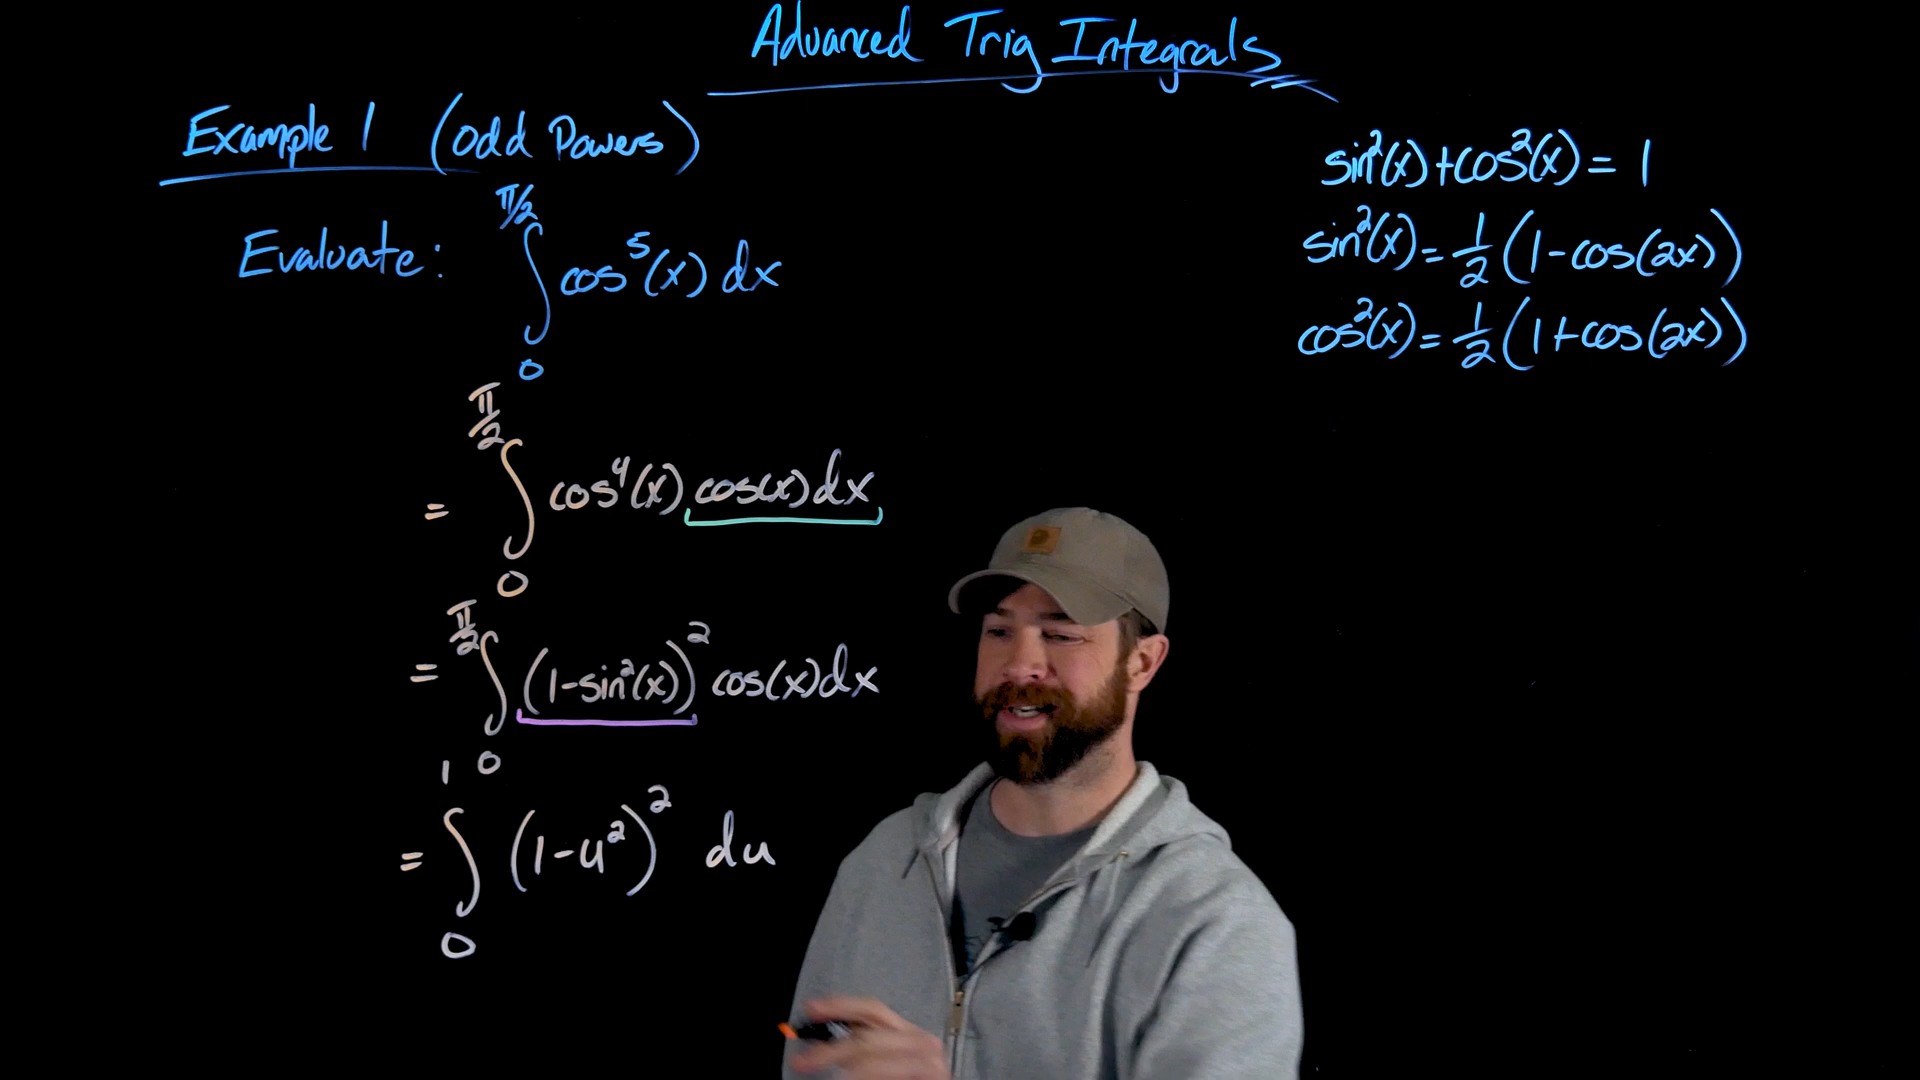 Advanced Trig Integrals
Example 1 (Odd Powers)
Evaluate: ∫₀^(π/2) cos⁵(x) dx
= ∫₀^(π/2) cos⁴(x) cos(x) dx
= ∫₀^(π/2) (1-sin²(x))² cos(x) dx
= ∫₀¹ (1-u²)² du
sin²(x)+cos²(x) = 1
sin²(x) = 1/2 (1-cos(2x))
cos²(x) = 1/2 (1+cos(2x))